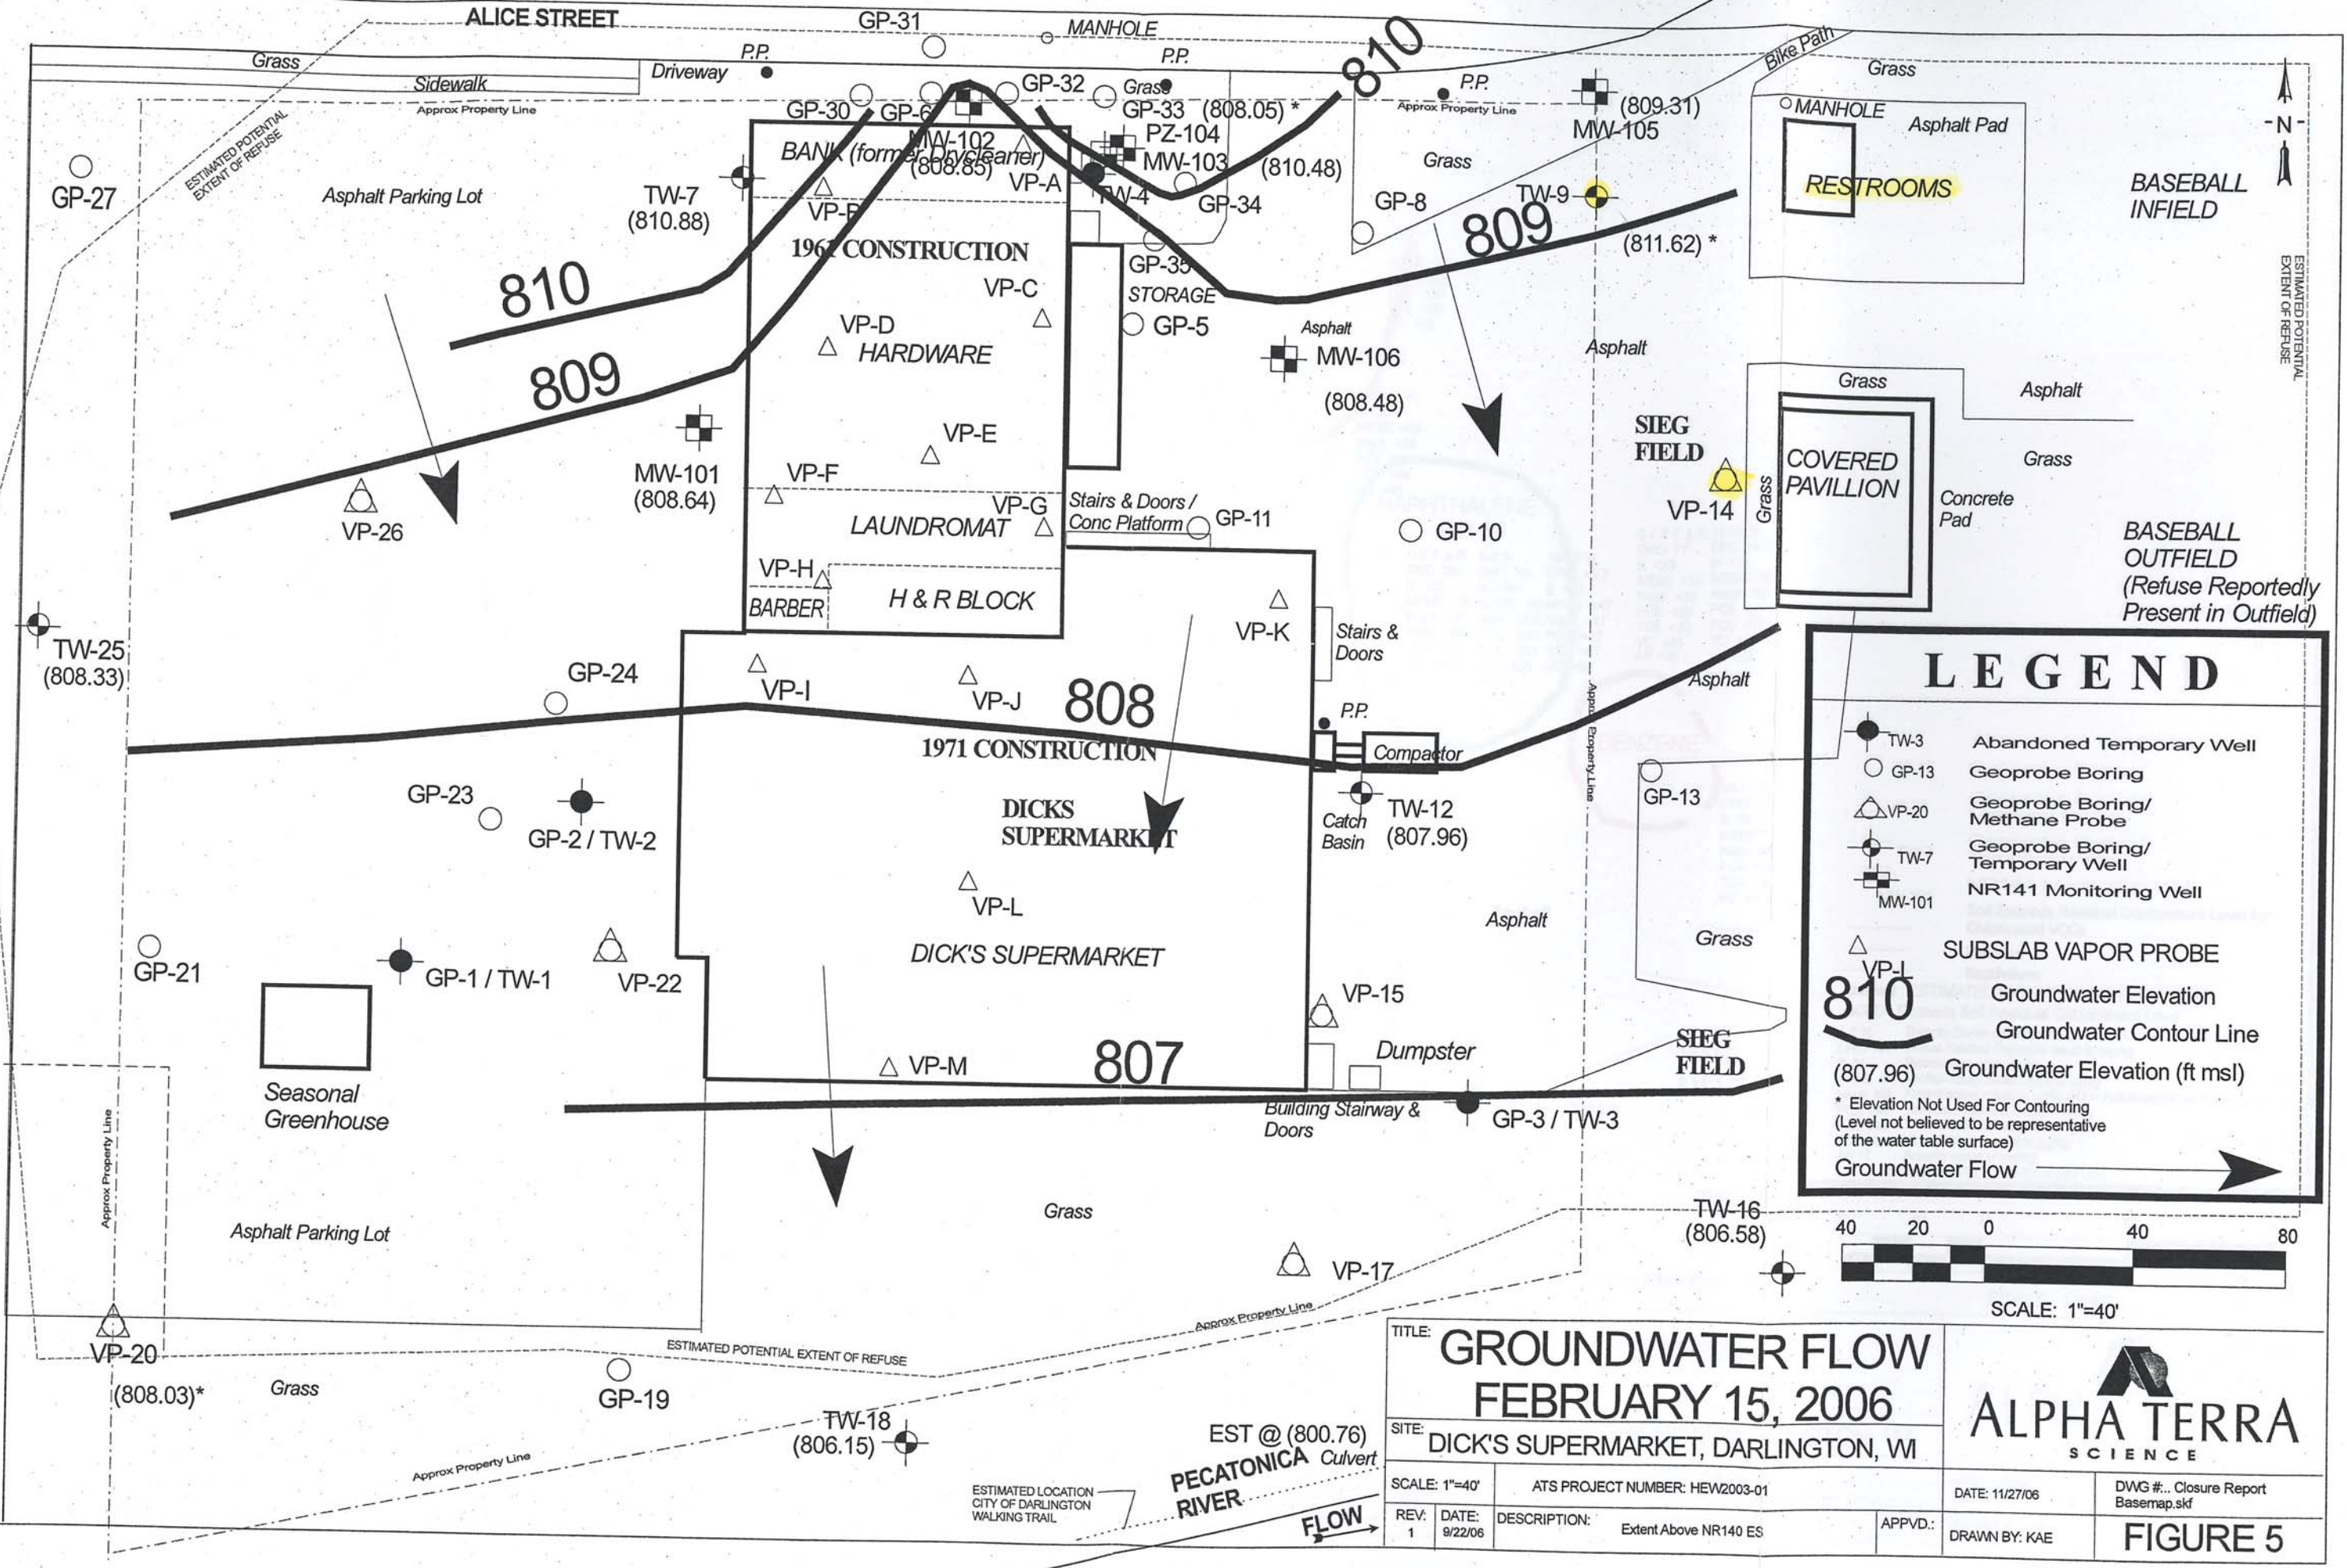 ALICE STREET
GP-31
MANHOLE
Grass
Sidewalk
Driveway
P.P.
P.P.
810
P.P.
Bike Path
Grass
-N-
Approx Property Line
GP-30
GP-6
GP-32
Grass
GP-33 (808.05) *
Approx Property Line
(809.31)
MW-105
MANHOLE
Asphalt Pad
ESTIMATED POTENTIAL
EXTENT OF REFUSE
GP-27
Asphalt Parking Lot
TW-7
(810.88)
BANK (former Drycleaner)
MW-102
(808.85)
VP-A
PZ-104
MW-103
(810.48)
TW-4
GP-34
Grass
GP-8
TW-9
(811.62) *
RESTROOMS
BASEBALL
INFIELD
1961 CONSTRUCTION
GP-35
STORAGE
809
ESTIMATED POTENTIAL
EXTENT OF REFUSE
810
VP-C
GP-5
VP-D
HARDWARE
Asphalt
MW-106
(808.48)
Asphalt
Grass
Asphalt
809
VP-E
SIEG
FIELD
COVERED
PAVILLION
Grass
MW-101
(808.64)
VP-F
VP-G
LAUNDROMAT
Stairs & Doors /
Conc Platform
GP-11
GP-10
VP-14
Grass
Concrete
Pad
VP-26
BASEBALL
OUTFIELD
(Refuse Reportedly
Present in Outfield)
VP-H
BARBER
H & R BLOCK
VP-K
Stairs &
Doors
TW-25
(808.33)
GP-24
VP-I
VP-J
808
P.P.
Asphalt
Approx Property Line
1971 CONSTRUCTION
Compactor
GP-23
GP-2 / TW-2
DICKS
SUPERMARKET
Catch
Basin
TW-12
(807.96)
GP-13
VP-L
DICK'S SUPERMARKET
Asphalt
Grass
GP-21
GP-1 / TW-1
VP-22
VP-15
Seasonal
Greenhouse
VP-M
807
Dumpster
SIEG
FIELD
Building Stairway &
Doors
GP-3 / TW-3
Approx Property Line
Asphalt Parking Lot
Grass
VP-17
TW-16
(806.58)
Approx Property Line
VP-20
(808.03)*
Grass
ESTIMATED POTENTIAL EXTENT OF REFUSE
GP-19
TW-18
(806.15)
Approx Property Line
EST @ (800.76)
PECATONICA
RIVER
Culvert
ESTIMATED LOCATION
CITY OF DARLINGTON
WALKING TRAIL
FLOW
LEGEND
TW-3 Abandoned Temporary Well
GP-13 Geoprobe Boring
VP-20 Geoprobe Boring/
Methane Probe
TW-7 Geoprobe Boring/
Temporary Well
MW-101 NR141 Monitoring Well
VP-L SUBSLAB VAPOR PROBE
810 Groundwater Elevation
Groundwater Contour Line
(807.96) Groundwater Elevation (ft msl)
* Elevation Not Used For Contouring
(Level not believed to be representative
of the water table surface)
Groundwater Flow
40 20 0 40 80
SCALE: 1"=40'
TITLE: GROUNDWATER FLOW
FEBRUARY 15, 2006
SITE: DICK'S SUPERMARKET, DARLINGTON, WI
SCALE: 1"=40'
ATS PROJECT NUMBER: HEW2003-01
REV: 1
DATE: 9/22/06
DESCRIPTION: Extent Above NR140 ES
APPVD.:
ALPHA TERRA
SCIENCE
DATE: 11/27/06
DWG #:.. Closure Report
Basemap.skf
DRAWN BY: KAE
FIGURE 5